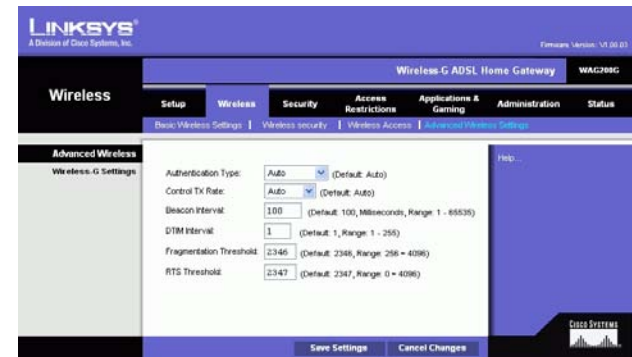 LINKSYS®
A Division of Cisco Systems, Inc.
Firmware Version: V1.00.03
Wireless-G ADSL Home Gateway WAG200G
Wireless
Setup Wireless Security Access Restrictions Applications & Gaming Administration Status
Basic Wireless Settings | Wireless security | Wireless Access | Advanced Wireless Settings
Advanced Wireless
Wireless-G Settings
Help...
Authentication Type: Auto (Default: Auto)
Control TX Rate: Auto (Default: Auto)
Beacon Interval: 100 (Default: 100, Milliseconds, Range: 1 - 65535)
DTIM Interval: 1 (Default: 1, Range: 1 - 255)
Fragmentation Threshold: 2346 (Default: 2346, Range: 256 ~ 4096)
RTS Threshold: 2347 (Default: 2347, Range: 0 ~ 4096)
Save Settings Cancel Changes
CISCO SYSTEMS